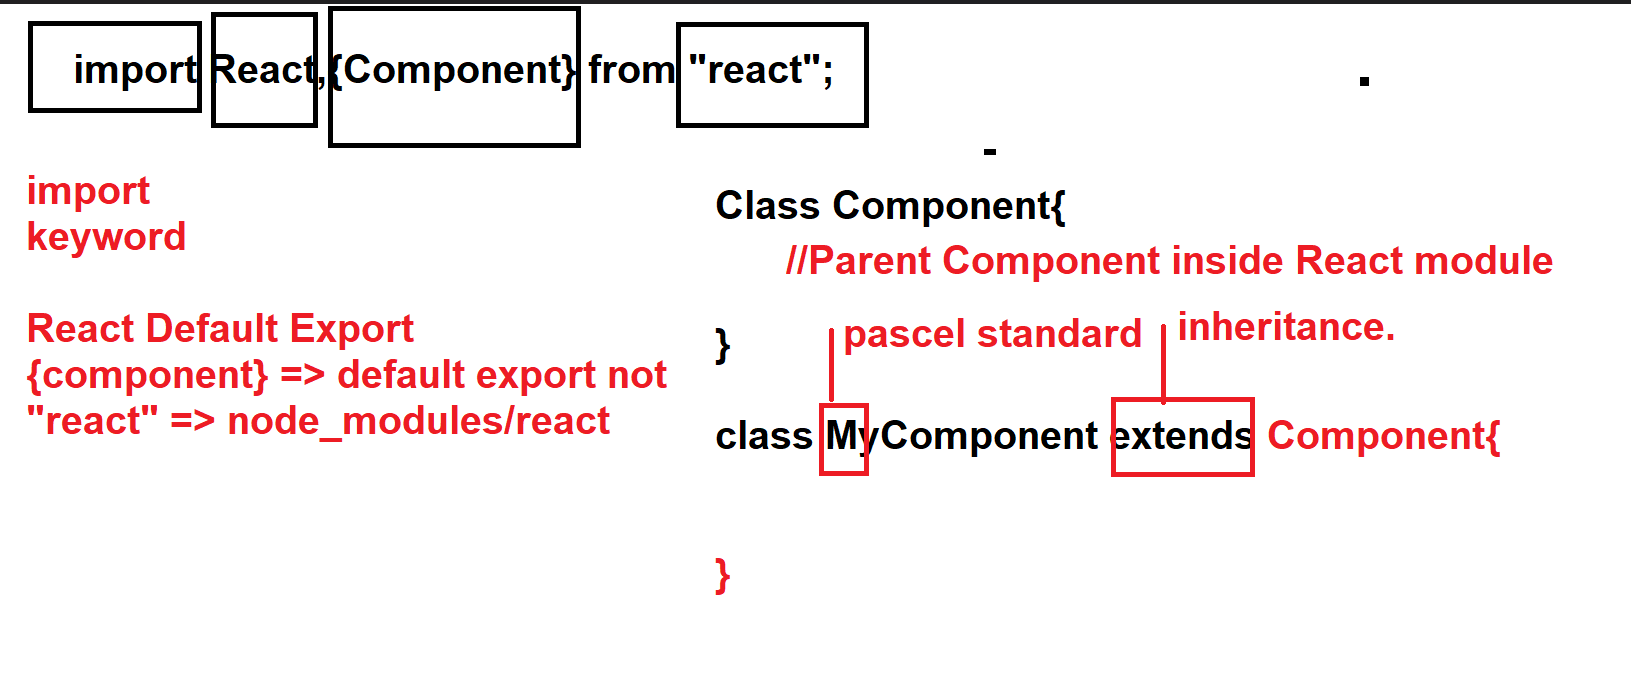 import React,{Component} from "react";
import
keyword
React Default Export
{component} => default export not
"react" => node_modules/react
Class Component{
//Parent Component inside React module
}
pascel standard
inheritance.
class MyComponent extends Component{
}